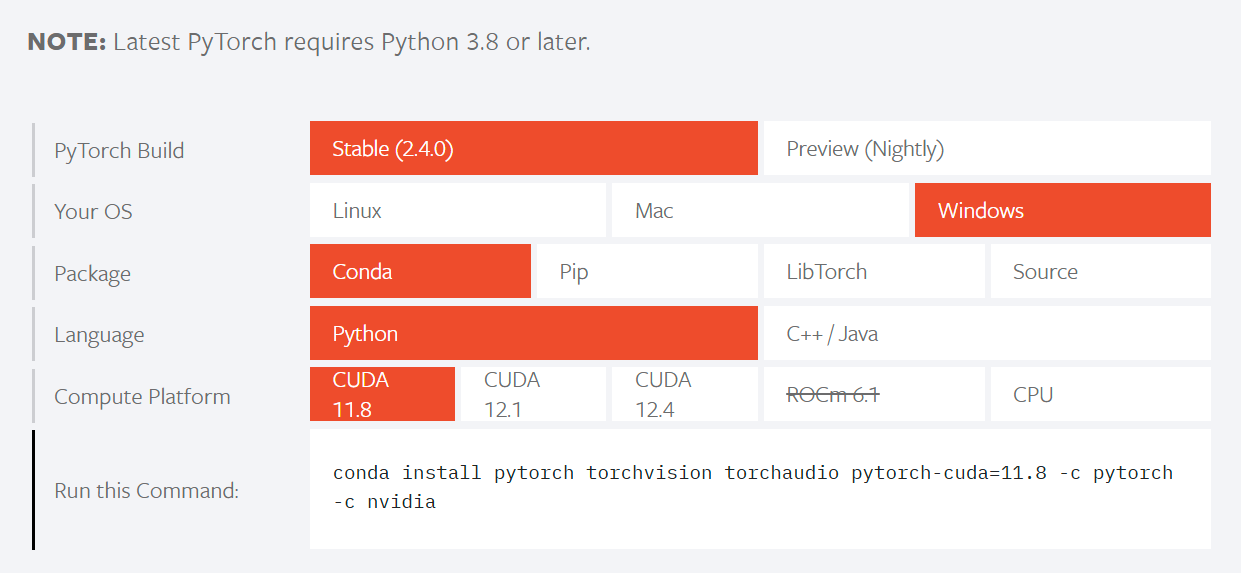 NOTE: Latest PyTorch requires Python 3.8 or later.
PyTorch Build
Stable (2.4.0)
Preview (Nightly)
Your OS
Linux
Mac
Windows
Package
Conda
Pip
LibTorch
Source
Language
Python
C++ / Java
Compute Platform
CUDA
11.8
CUDA
12.1
CUDA
12.4
ROCm 6.1
CPU
Run this Command:
conda install pytorch torchvision torchaudio pytorch-cuda=11.8 -c pytorch
-c nvidia